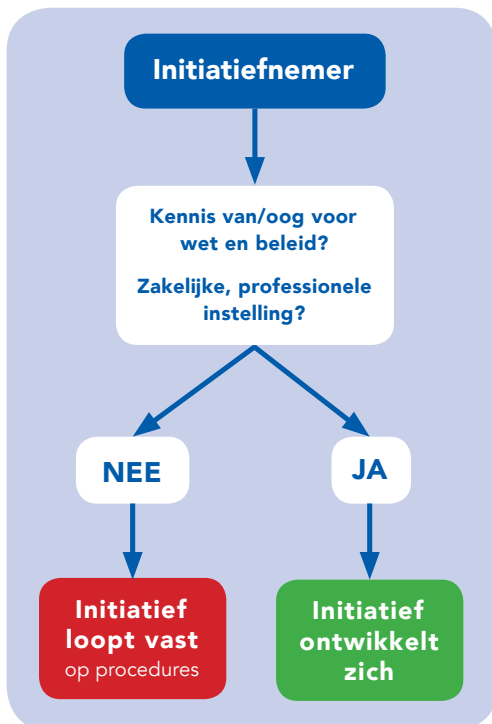 Initiatiefnemer
Kennis van/oog voor
wet en beleid?
Zakelijke, professionele
instelling?
NEE
JA
Initiatief
loopt vast
op procedures
Initiatief
ontwikkelt
zich